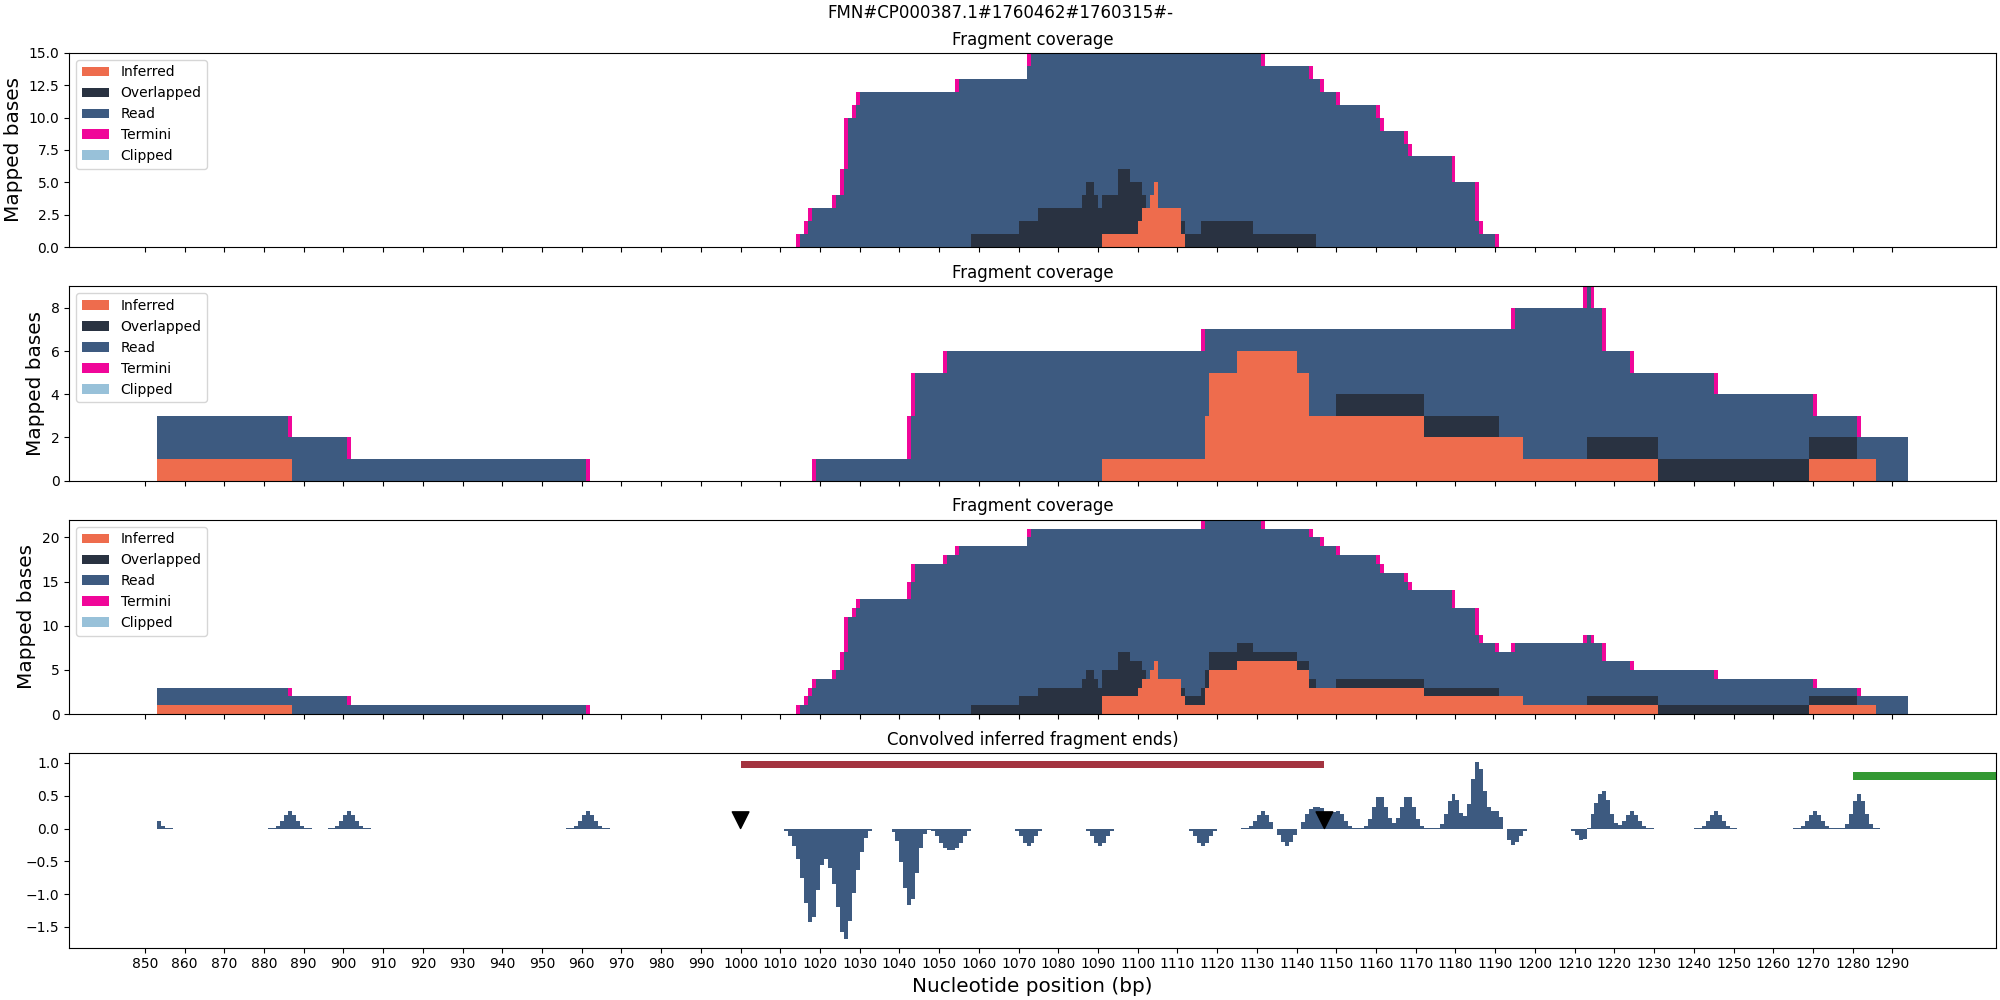 FMN#CP000387.1#1760462#1760315#-
Fragment coverage
Mapped bases
15.0
12.5
10.0
7.5
5.0
2.5
0.0
Inferred
Overlapped
Read
Termini
Clipped
Fragment coverage
Mapped bases
8
6
4
2
0
Inferred
Overlapped
Read
Termini
Clipped
Fragment coverage
Mapped bases
20
15
10
5
0
Inferred
Overlapped
Read
Termini
Clipped
Convolved inferred fragment ends)
1.0
0.5
0.0
−0.5
−1.0
−1.5
850 860 870 880 890 900 910 920 930 940 950 960 970 980 990 1000 1010 1020 1030 1040 1050 1060 1070 1080 1090 1100 1110 1120 1130 1140 1150 1160 1170 1180 1190 1200 1210 1220 1230 1240 1250 1260 1270 1280 1290
Nucleotide position (bp)